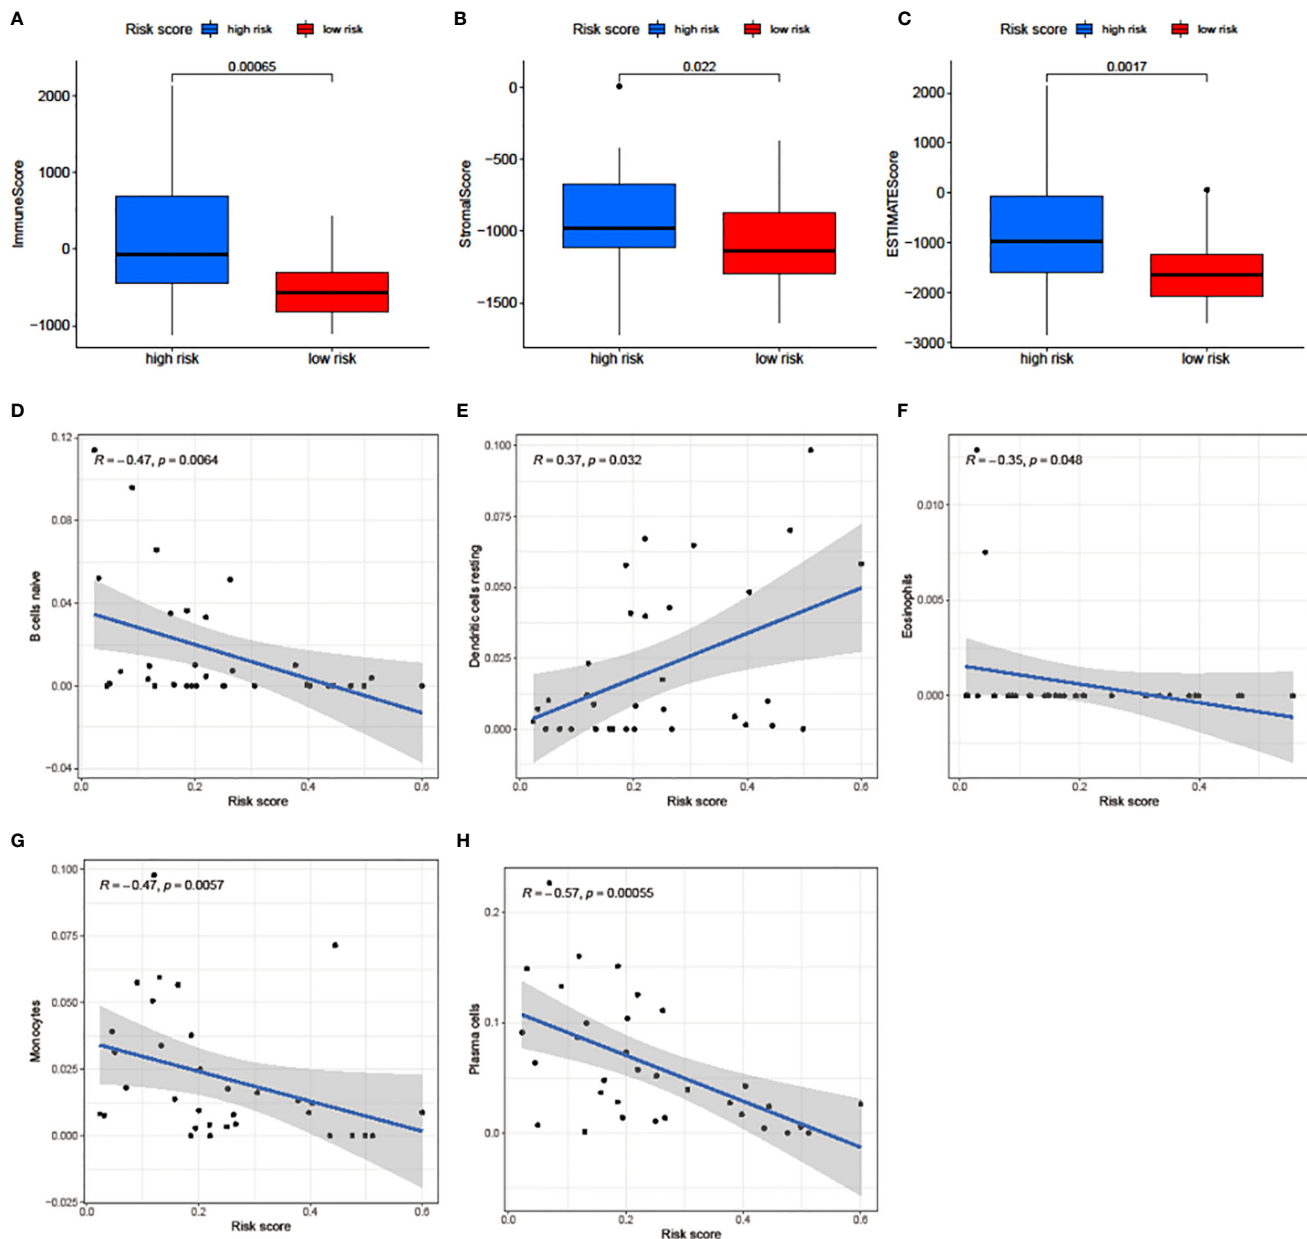 A
Risk score high risk low risk
0.00065
ImmuneScore
2000
1000
0
−1000
high risk low risk
B
Risk score high risk low risk
0.022
StromalScore
0
−500
−1000
−1500
high risk low risk
C
Risk score high risk low risk
0.0017
ESTIMATEScore
2000
1000
0
−1000
−2000
−3000
high risk low risk
D
R = −0.47, p = 0.0064
B cells naive
0.12
0.08
0.04
0.00
−0.04
0.0 0.2 0.4 0.6
Risk score
E
R = 0.37, p = 0.032
Dendritic cells resting
0.100
0.075
0.050
0.025
0.000
0.0 0.2 0.4 0.6
Risk score
F
R = −0.35, p = 0.048
Eosinophils
0.010
0.005
0.000
0.0 0.2 0.4
Risk score
G
R = −0.47, p = 0.0057
Monocytes
0.100
0.075
0.050
0.025
0.000
−0.025
0.0 0.2 0.4 0.6
Risk score
H
R = −0.57, p = 0.00055
Plasma cells
0.2
0.1
0.0
0.0 0.2 0.4 0.6
Risk score